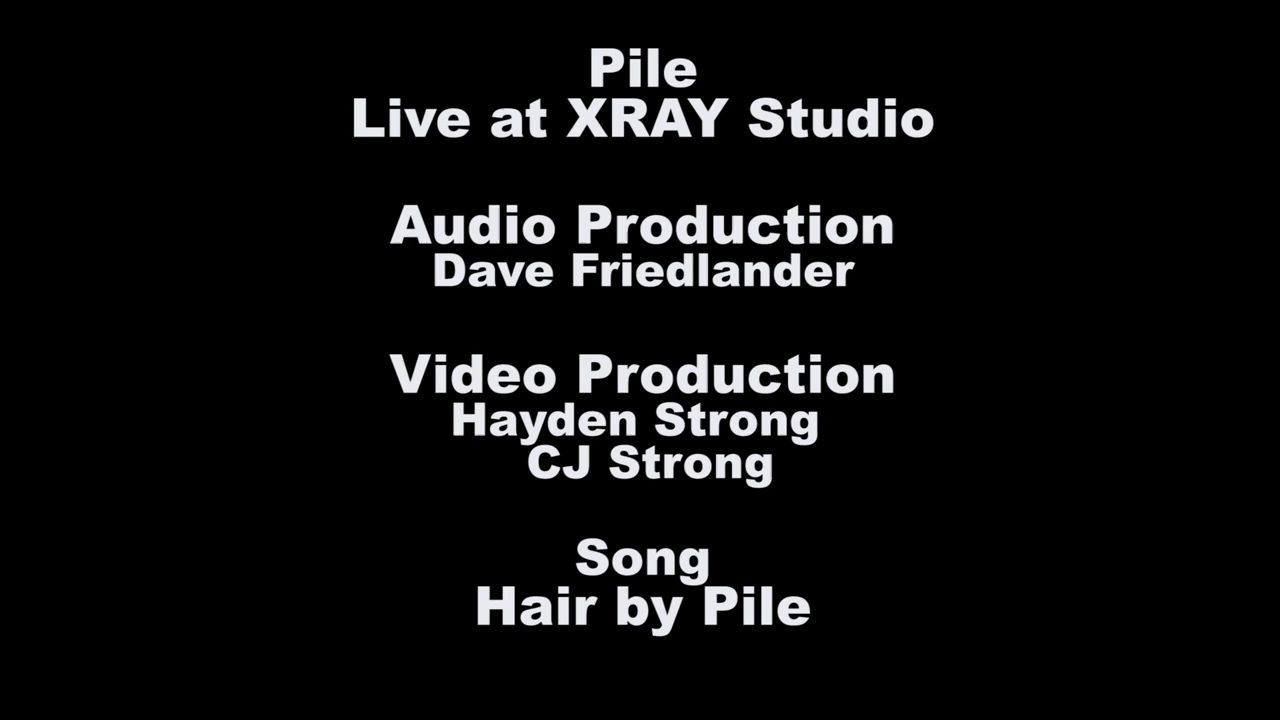 Pile
Live at XRAY Studio
Audio Production
Dave Friedlander
Video Production
Hayden Strong
CJ Strong
Song
Hair by Pile